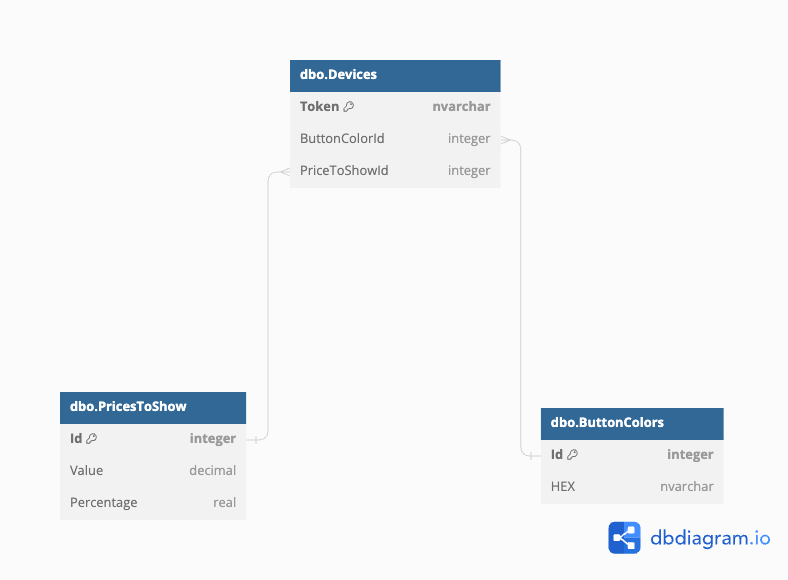 dbo.Devices
Token nvarchar
ButtonColorId integer
PriceToShowId integer
dbo.PricesToShow
Id integer
Value decimal
Percentage real
dbo.ButtonColors
Id integer
HEX nvarchar
dbdiagram.io